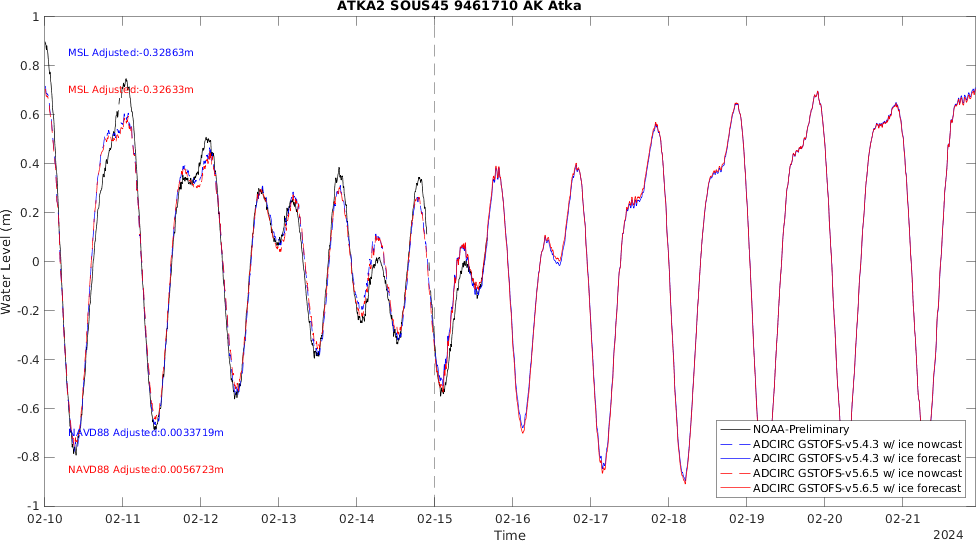 ATKA2 SOUS45 9461710 AK Atka
MSL Adjusted:-0.32863m
MSL Adjusted:-0.32633m
NAVD88 Adjusted:0.0033719m
NAVD88 Adjusted:0.0056723m
Water Level (m)
1
0.8
0.6
0.4
0.2
0
-0.2
-0.4
-0.6
-0.8
-1
NOAA-Preliminary
ADCIRC GSTOFS-v5.4.3 w/ ice nowcast
ADCIRC GSTOFS-v5.4.3 w/ ice forecast
ADCIRC GSTOFS-v5.6.5 w/ ice nowcast
ADCIRC GSTOFS-v5.6.5 w/ ice forecast
02-10 02-11 02-12 02-13 02-14 02-15 02-16 02-17 02-18 02-19 02-20 02-21
Time
2024